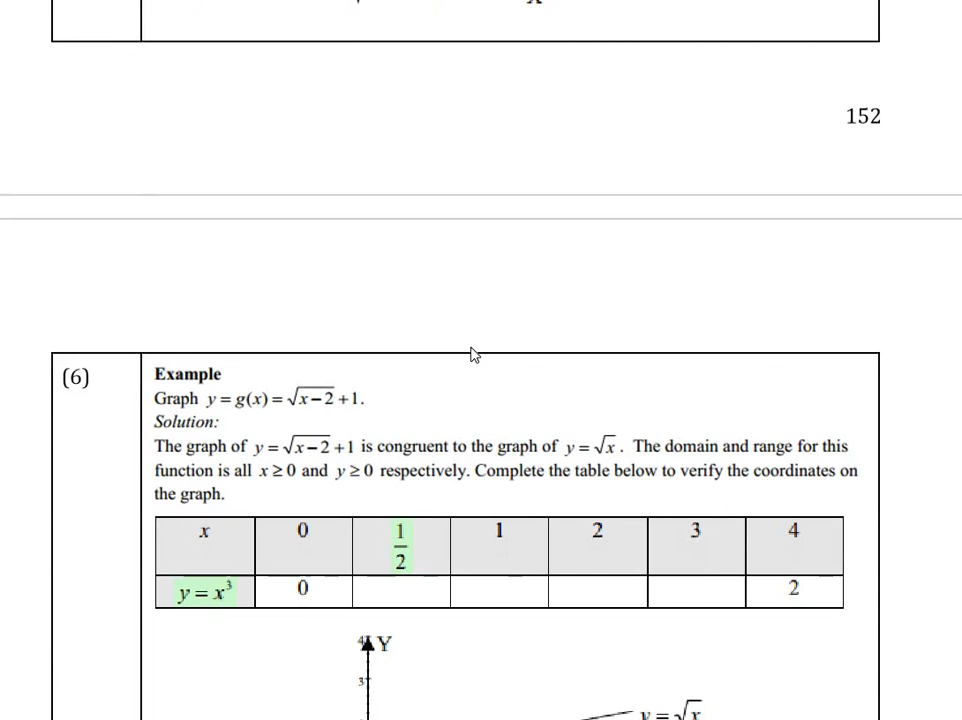 152
(6)
Example
Graph y = g(x) = √x−2 + 1.
Solution:
The graph of y = √x−2 + 1 is congruent to the graph of y = √x . The domain and range for this
function is all x ≥ 0 and y ≥ 0 respectively. Complete the table below to verify the coordinates on
the graph.
x 0 1/2 1 2 3 4
y = x³ 0 2
4 Y
3
y = √x